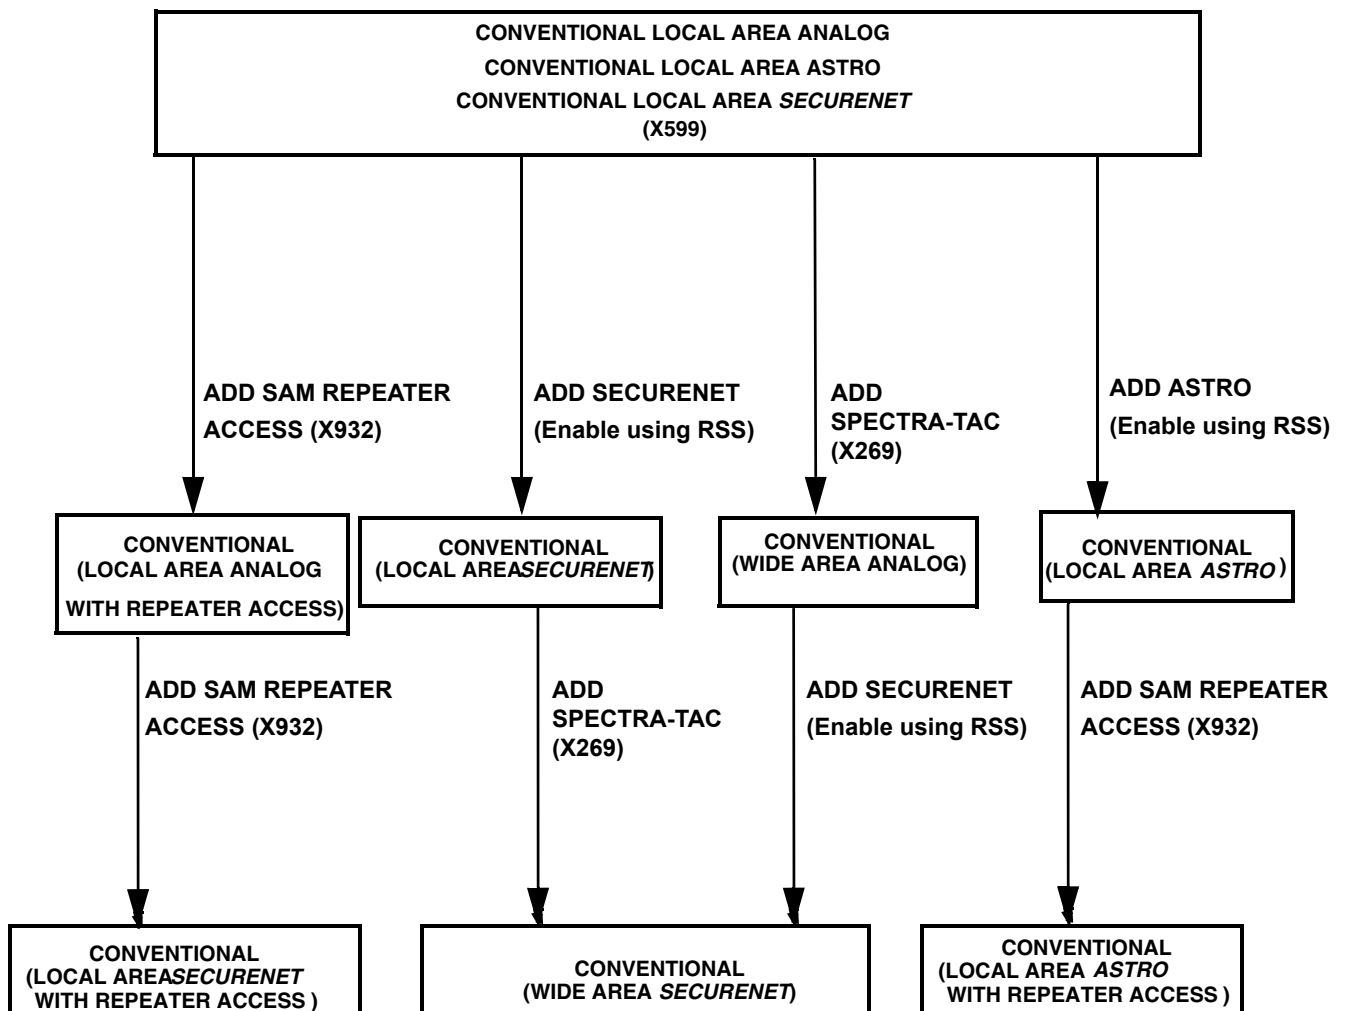 CONVENTIONAL LOCAL AREA ANALOG
CONVENTIONAL LOCAL AREA ASTRO
CONVENTIONAL LOCAL AREA SECURENET
(X599)
ADD SAM REPEATER
ACCESS (X932)
ADD SECURENET
(Enable using RSS)
ADD
SPECTRA-TAC
(X269)
ADD ASTRO
(Enable using RSS)
CONVENTIONAL
(LOCAL AREA ANALOG
WITH REPEATER ACCESS)
CONVENTIONAL
(LOCAL AREASECURENET)
CONVENTIONAL
(WIDE AREA ANALOG)
CONVENTIONAL
(LOCAL AREA ASTRO )
ADD SAM REPEATER
ACCESS (X932)
ADD
SPECTRA-TAC
(X269)
ADD SECURENET
(Enable using RSS)
ADD SAM REPEATER
ACCESS (X932)
CONVENTIONAL
(LOCAL AREASECURENET
WITH REPEATER ACCESS )
CONVENTIONAL
(WIDE AREA SECURENET)
CONVENTIONAL
(LOCAL AREA ASTRO
WITH REPEATER ACCESS )